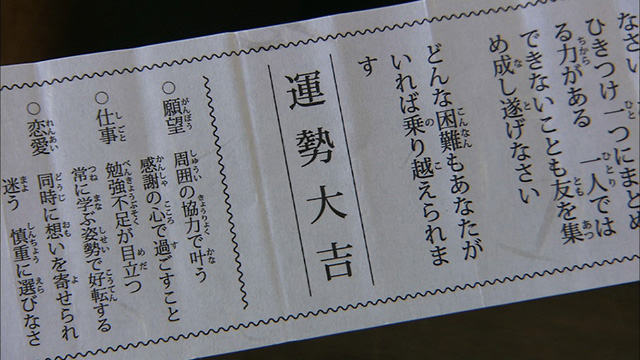 なさい
ひきつけ一つにまとめ
る力がある 一人では
できないことも友を集
め成し遂げなさい
どんな困難もあなたが
いれば乗り越えられま
す
運勢大吉
○ 願望 周囲の協力で叶う
感謝の心で過ごすこと
○ 仕事 勉強不足が目立つ
常に学ぶ姿勢で好転する
○ 恋愛 同時に想いを寄せられ
迷う 慎重に選びなさ